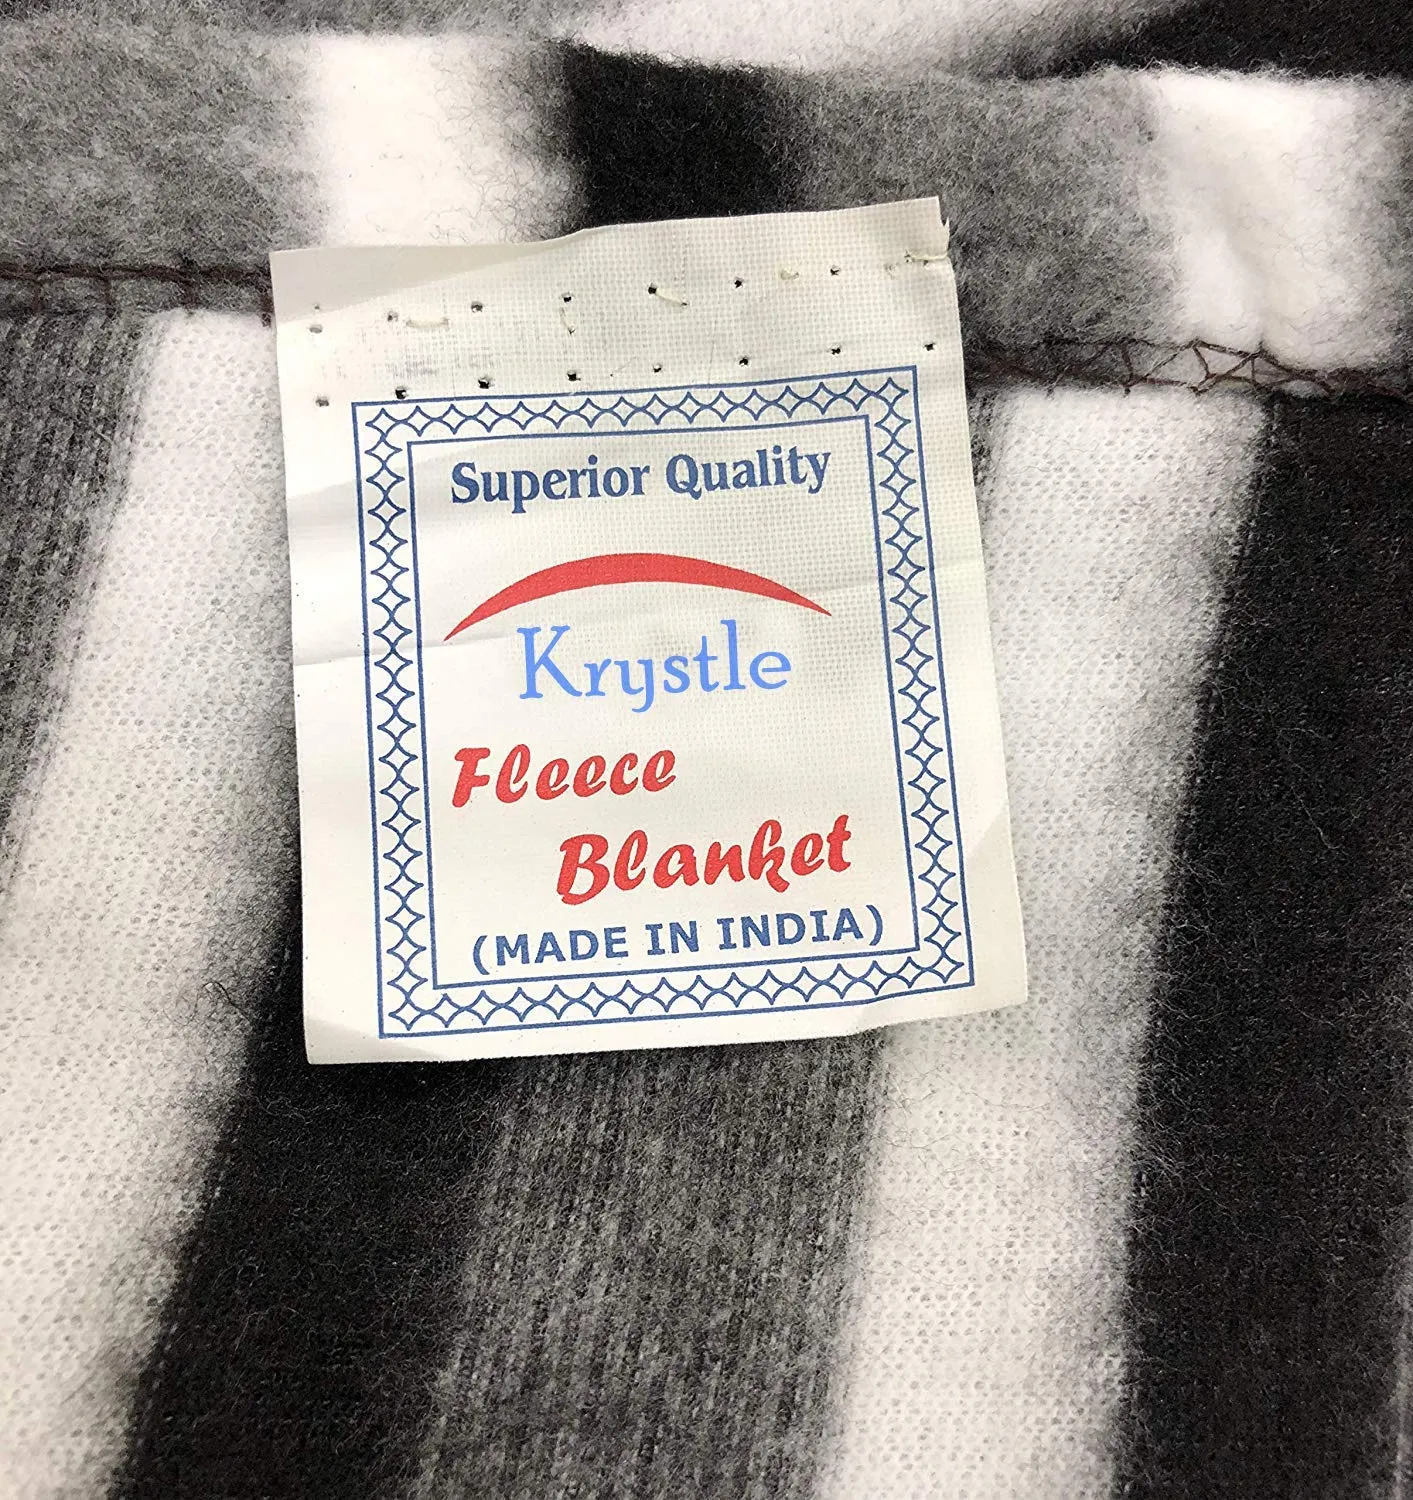 Superior Quality
Krystle
Fleece
Blanket
(MADE IN INDIA)